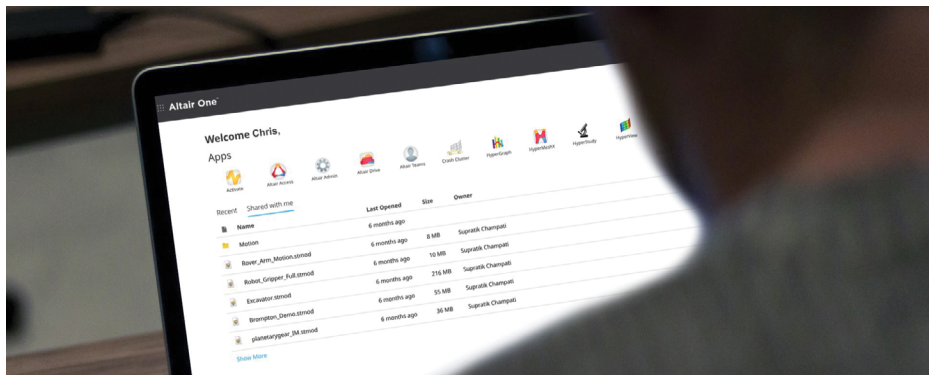 Altair One
Welcome Chris,
Apps
Activate Altair Access Altair Admin Altair Drive Altair Teams Crash Cluster HyperGraph HyperMeshX HyperStudy HyperView
Recent Shared with me
Name Last Opened Size Owner
Motion 6 months ago
Rover_Arm_Motion.stmod 6 months ago 8 MB Supratik Champati
Robot_Gripper_Full.stmod 6 months ago 10 MB Supratik Champati
Excavator.stmod 6 months ago 216 MB Supratik Champati
Brompton_Demo.stmod 6 months ago 55 MB Supratik Champati
planetarygear_IM.stmod 6 months ago 36 MB Supratik Champati
Show More